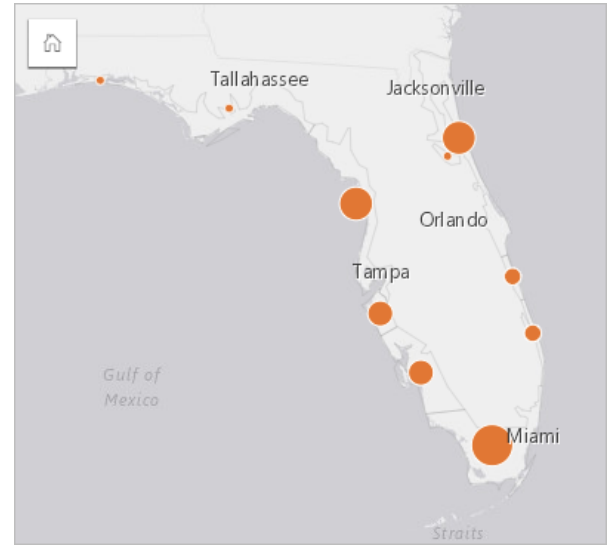 Tallahassee
Jacksonville
Orlando
Tampa
Gulf of
Mexico
Miami
Straits